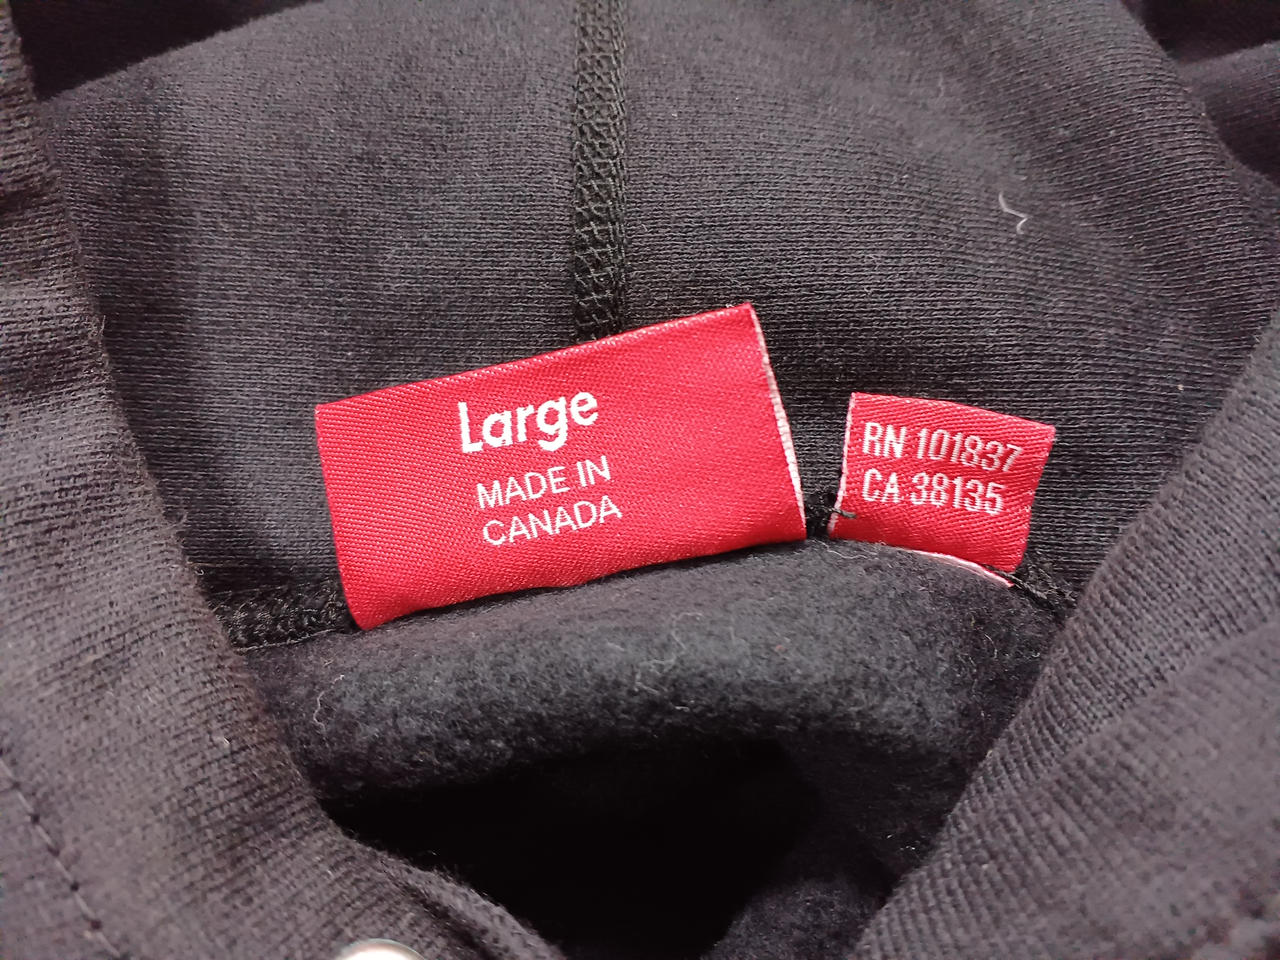 Large
MADE IN
CANADA
RN 101837
CA 38135